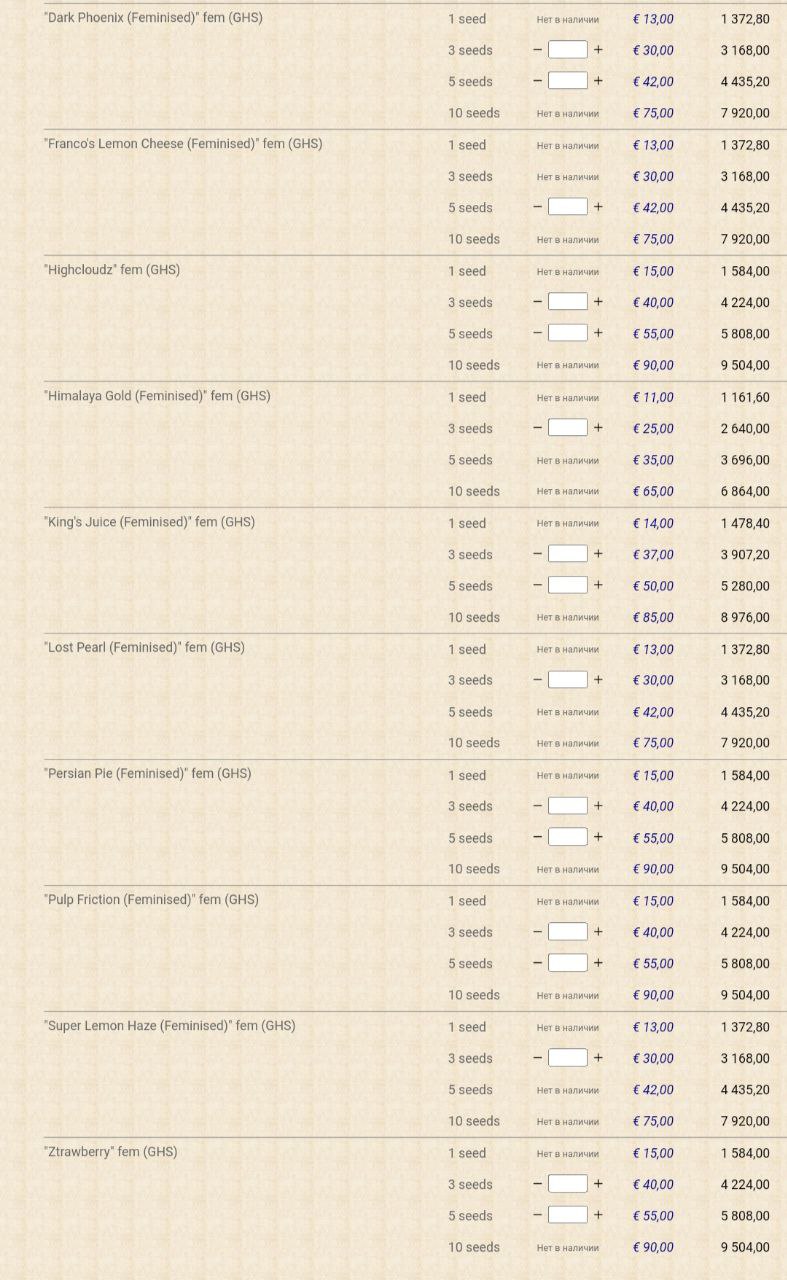 "Dark Phoenix (Feminised)" fem (GHS) 1 seed Нет в наличии € 13,00 1 372,80
3 seeds − + € 30,00 3 168,00
5 seeds − + € 42,00 4 435,20
10 seeds Нет в наличии € 75,00 7 920,00
"Franco's Lemon Cheese (Feminised)" fem (GHS) 1 seed Нет в наличии € 13,00 1 372,80
3 seeds Нет в наличии € 30,00 3 168,00
5 seeds − + € 42,00 4 435,20
10 seeds Нет в наличии € 75,00 7 920,00
"Highcloudz" fem (GHS) 1 seed Нет в наличии € 15,00 1 584,00
3 seeds − + € 40,00 4 224,00
5 seeds − + € 55,00 5 808,00
10 seeds Нет в наличии € 90,00 9 504,00
"Himalaya Gold (Feminised)" fem (GHS) 1 seed Нет в наличии € 11,00 1 161,60
3 seeds − + € 25,00 2 640,00
5 seeds Нет в наличии € 35,00 3 696,00
10 seeds Нет в наличии € 65,00 6 864,00
"King's Juice (Feminised)" fem (GHS) 1 seed Нет в наличии € 14,00 1 478,40
3 seeds − + € 37,00 3 907,20
5 seeds − + € 50,00 5 280,00
10 seeds Нет в наличии € 85,00 8 976,00
"Lost Pearl (Feminised)" fem (GHS) 1 seed Нет в наличии € 13,00 1 372,80
3 seeds − + € 30,00 3 168,00
5 seeds Нет в наличии € 42,00 4 435,20
10 seeds Нет в наличии € 75,00 7 920,00
"Persian Pie (Feminised)" fem (GHS) 1 seed Нет в наличии € 15,00 1 584,00
3 seeds − + € 40,00 4 224,00
5 seeds − + € 55,00 5 808,00
10 seeds Нет в наличии € 90,00 9 504,00
"Pulp Friction (Feminised)" fem (GHS) 1 seed Нет в наличии € 15,00 1 584,00
3 seeds − + € 40,00 4 224,00
5 seeds − + € 55,00 5 808,00
10 seeds Нет в наличии € 90,00 9 504,00
"Super Lemon Haze (Feminised)" fem (GHS) 1 seed Нет в наличии € 13,00 1 372,80
3 seeds − + € 30,00 3 168,00
5 seeds Нет в наличии € 42,00 4 435,20
10 seeds Нет в наличии € 75,00 7 920,00
"Ztrawberry" fem (GHS) 1 seed Нет в наличии € 15,00 1 584,00
3 seeds − + € 40,00 4 224,00
5 seeds − + € 55,00 5 808,00
10 seeds Нет в наличии € 90,00 9 504,00